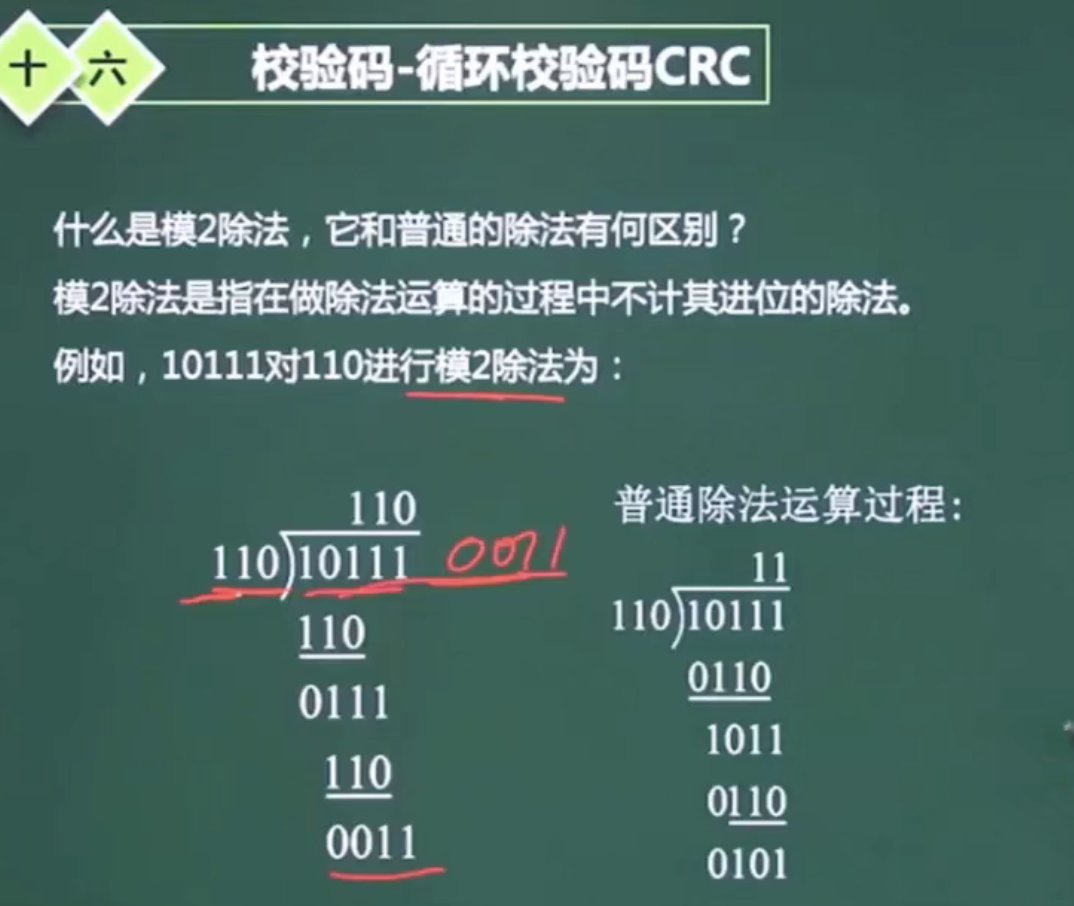 十六 校验码-循环校验码CRC
什么是模2除法，它和普通的除法有何区别？
模2除法是指在做除法运算的过程中不计其进位的除法。
例如，10111对110进行模2除法为：
110
110)10111 0011
110
0111
110
0011
普通除法运算过程:
11
110)10111
0110
1011
0110
0101